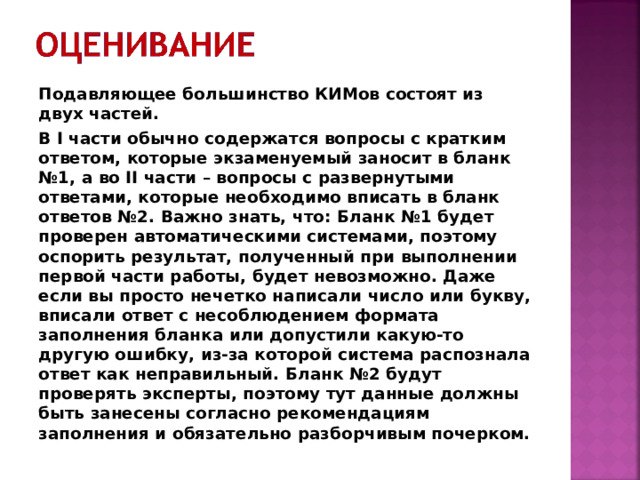 ОЦЕНИВАНИЕ
Подавляющее большинство КИМов состоят из
двух частей.
В I части обычно содержатся вопросы с кратким
ответом, которые экзаменуемый заносит в бланк
№1, а во II части – вопросы с развернутыми
ответами, которые необходимо вписать в бланк
ответов №2. Важно знать, что: Бланк №1 будет
проверен автоматическими системами, поэтому
оспорить результат, полученный при выполнении
первой части работы, будет невозможно. Даже
если вы просто нечетко написали число или букву,
вписали ответ с несоблюдением формата
заполнения бланка или допустили какую-то
другую ошибку, из-за которой система распознала
ответ как неправильный. Бланк №2 будут
проверять эксперты, поэтому тут данные должны
быть занесены согласно рекомендациям
заполнения и обязательно разборчивым почерком.